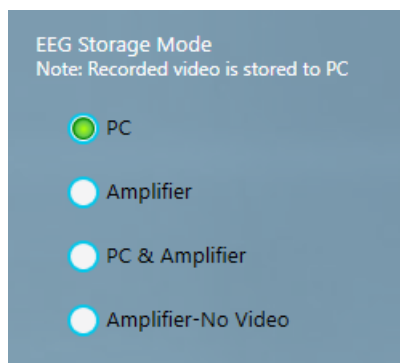 EEG Storage Mode
Note: Recorded video is stored to PC
PC
Amplifier
PC & Amplifier
Amplifier-No Video